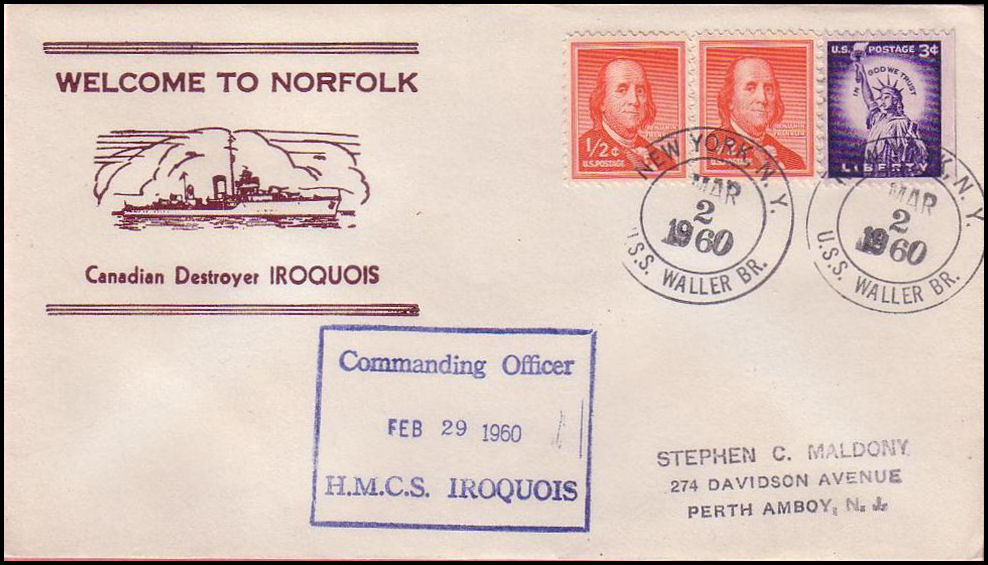 WELCOME TO NORFOLK
Canadian Destroyer IROQUOIS
1/2¢
U.S. POSTAGE
BENJAMIN FRANKLIN
U.S. POSTAGE 3¢
IN GOD WE TRUST
LIBERTY
NEW YORK, N. Y.
MAR
2
1960
U.S.S. WALLER BR.
N. Y.
MAR
2
1960
U.S.S. WALLER BR.
Commanding Officer
FEB 29 1960
H.M.C.S. IROQUOIS
STEPHEN C. MALDONY
274 DAVIDSON AVENUE
PERTH AMBOY, N. J.